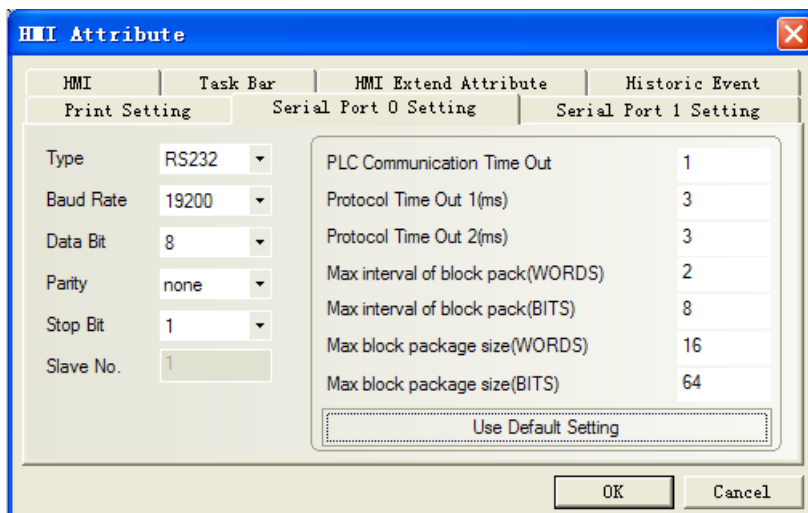 HMI Attribute
HMI Task Bar HMI Extend Attribute Historic Event
Print Setting Serial Port 0 Setting Serial Port 1 Setting
Type RS232
Baud Rate 19200
Data Bit 8
Parity none
Stop Bit 1
Slave No. 1
PLC Communication Time Out 1
Protocol Time Out 1(ms) 3
Protocol Time Out 2(ms) 3
Max interval of block pack(WORDS) 2
Max interval of block pack(BITS) 8
Max block package size(WORDS) 16
Max block package size(BITS) 64
Use Default Setting
OK Cancel